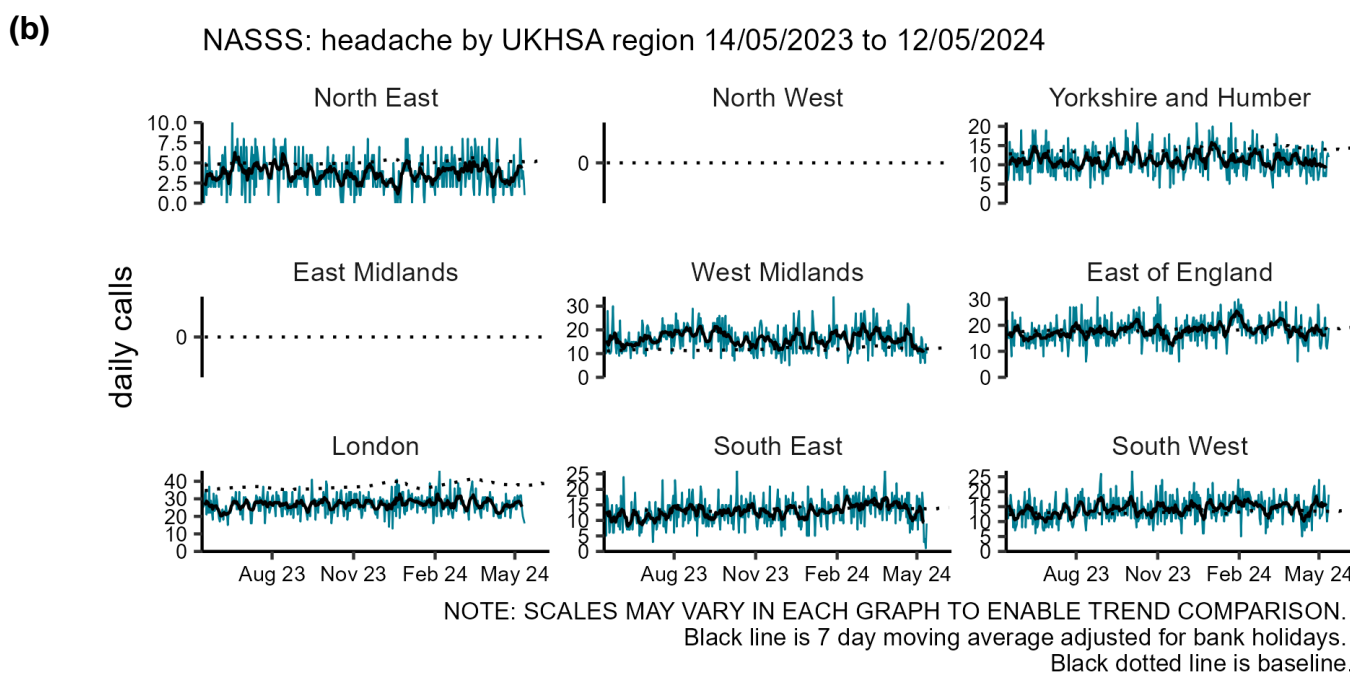 (b)
NASSS: headache by UKHSA region 14/05/2023 to 12/05/2024
North East
North West
Yorkshire and Humber
10.0
7.5
5.0
2.5
0.0
0
20
15
10
5
0
East Midlands
West Midlands
East of England
daily calls
0
30
20
10
0
30
20
10
0
London
South East
South West
40
30
20
10
0
25
20
15
10
5
0
25
20
15
10
5
0
Aug 23 Nov 23 Feb 24 May 24
Aug 23 Nov 23 Feb 24 May 24
Aug 23 Nov 23 Feb 24 May 24
NOTE: SCALES MAY VARY IN EACH GRAPH TO ENABLE TREND COMPARISON.
Black line is 7 day moving average adjusted for bank holidays.
Black dotted line is baseline.